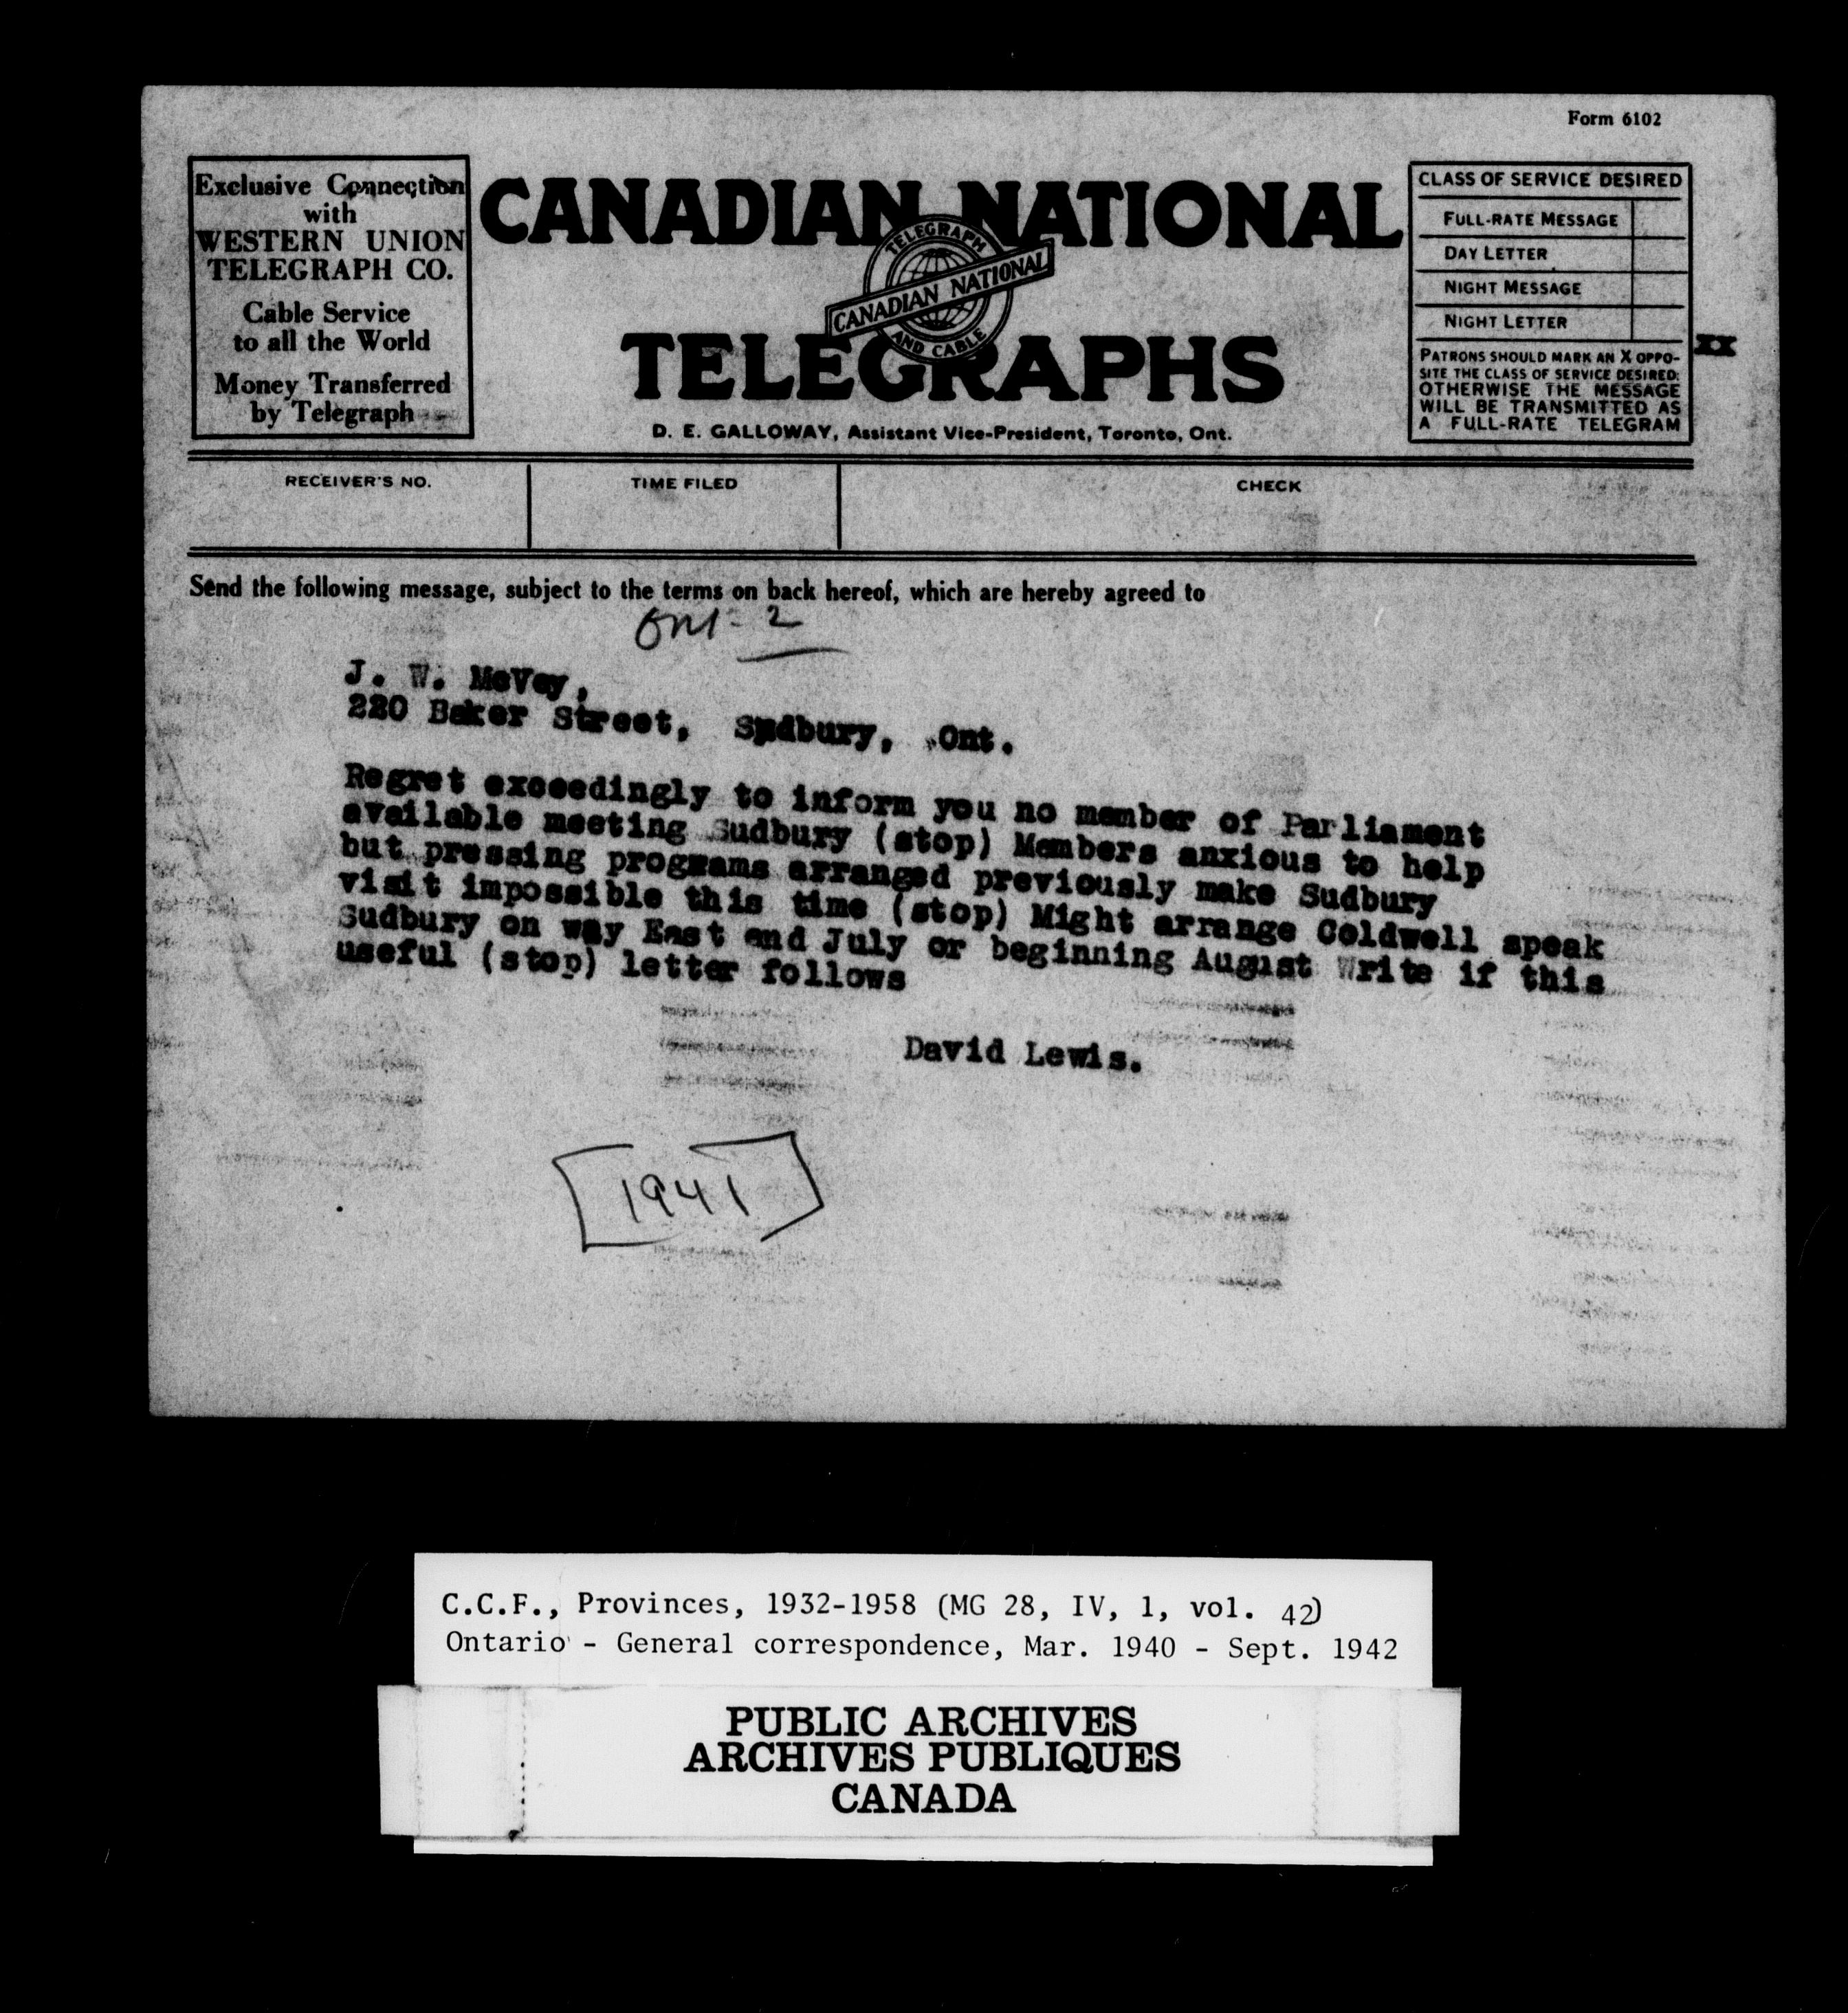 Form 6102
Exclusive Connection
with
WESTERN UNION
TELEGRAPH CO.
Cable Service
to all the World
Money Transferred
by Telegraph
CANADIAN NATIONAL
TELEGRAPH
CANADIAN NATIONAL
AND CABLE
TELEGRAPHS
D. E. GALLOWAY, Assistant Vice-President, Toronto, Ont.
CLASS OF SERVICE DESIRED
FULL-RATE MESSAGE
DAY LETTER
NIGHT MESSAGE
NIGHT LETTER
XX
PATRONS SHOULD MARK AN X OPPO-
SITE THE CLASS OF SERVICE DESIRED:
OTHERWISE THE MESSAGE
WILL BE TRANSMITTED AS
A FULL-RATE TELEGRAM
RECEIVER'S NO.
TIME FILED
CHECK
Send the following message, subject to the terms on back hereof, which are hereby agreed to
Ont - 2
J. W. McVey,
220 Baker Street, Sudbury, Ont.
Regret exceedingly to inform you no member of Parliament
available meeting Sudbury (stop) Members anxious to help
but pressing programs arranged previously make Sudbury
visit impossible this time (stop) Might arrange Coldwell speak
Sudbury on way East end July or beginning August Write if this
useful (stop) letter follows
David Lewis.
1941
C.C.F., Provinces, 1932-1958 (MG 28, IV, 1, vol. 42)
Ontario - General correspondence, Mar. 1940 - Sept. 1942
PUBLIC ARCHIVES
ARCHIVES PUBLIQUES
CANADA